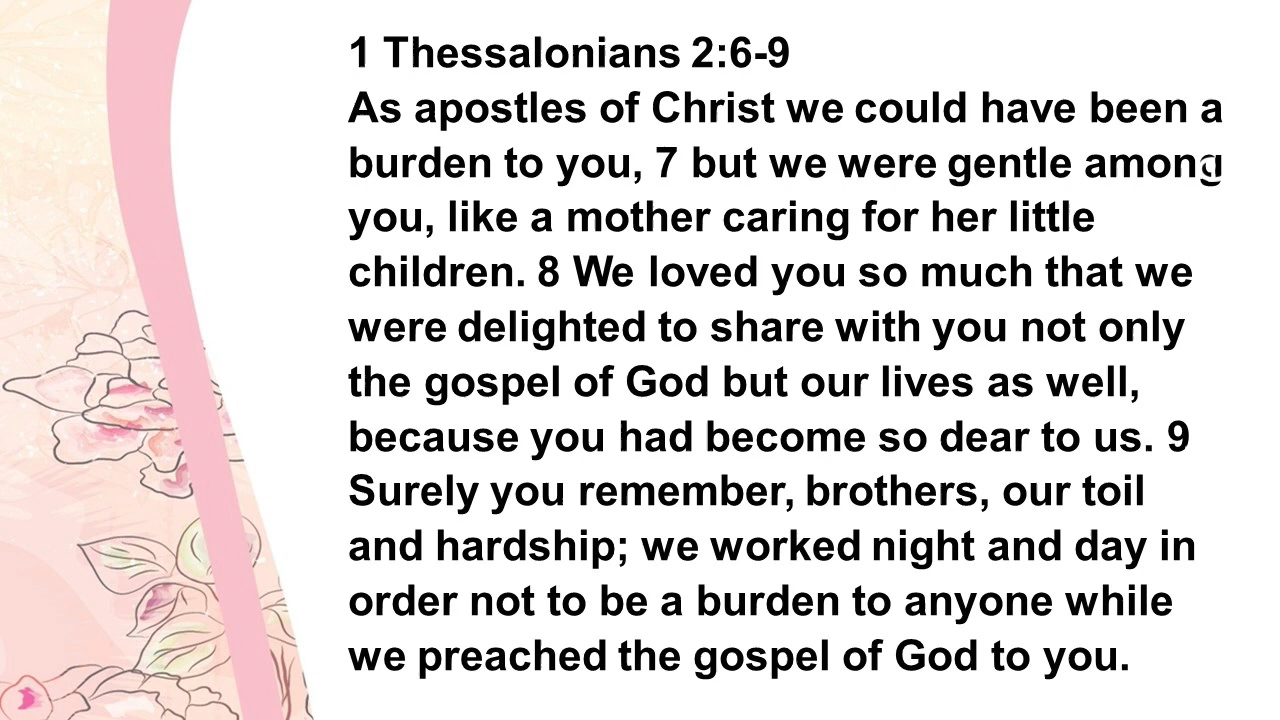 1 Thessalonians 2:6-9
As apostles of Christ we could have been a
burden to you, 7 but we were gentle among
you, like a mother caring for her little
children. 8 We loved you so much that we
were delighted to share with you not only
the gospel of God but our lives as well,
because you had become so dear to us. 9
Surely you remember, brothers, our toil
and hardship; we worked night and day in
order not to be a burden to anyone while
we preached the gospel of God to you.